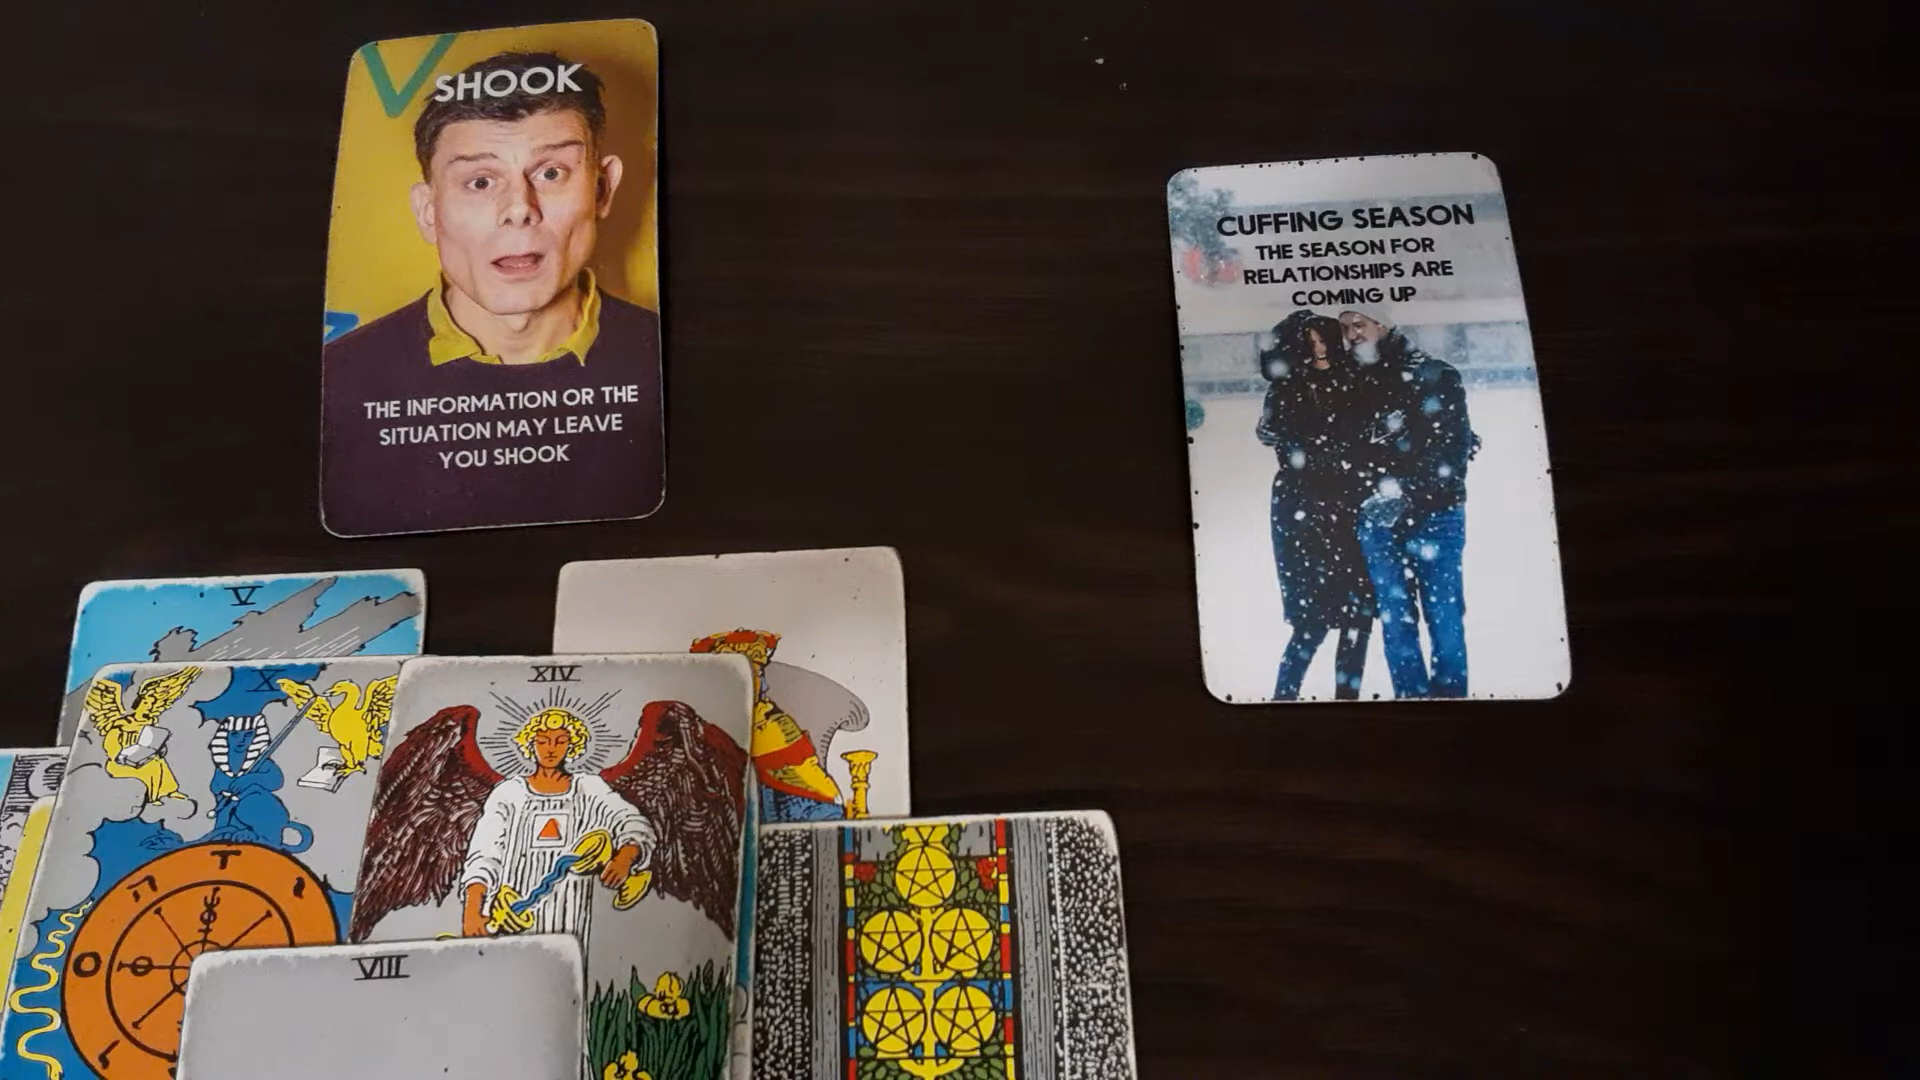 SHOOK
THE INFORMATION OR THE
SITUATION MAY LEAVE
YOU SHOOK
CUFFING SEASON
THE SEASON FOR
RELATIONSHIPS ARE
COMING UP
V
X
XIV
T
O
VIII